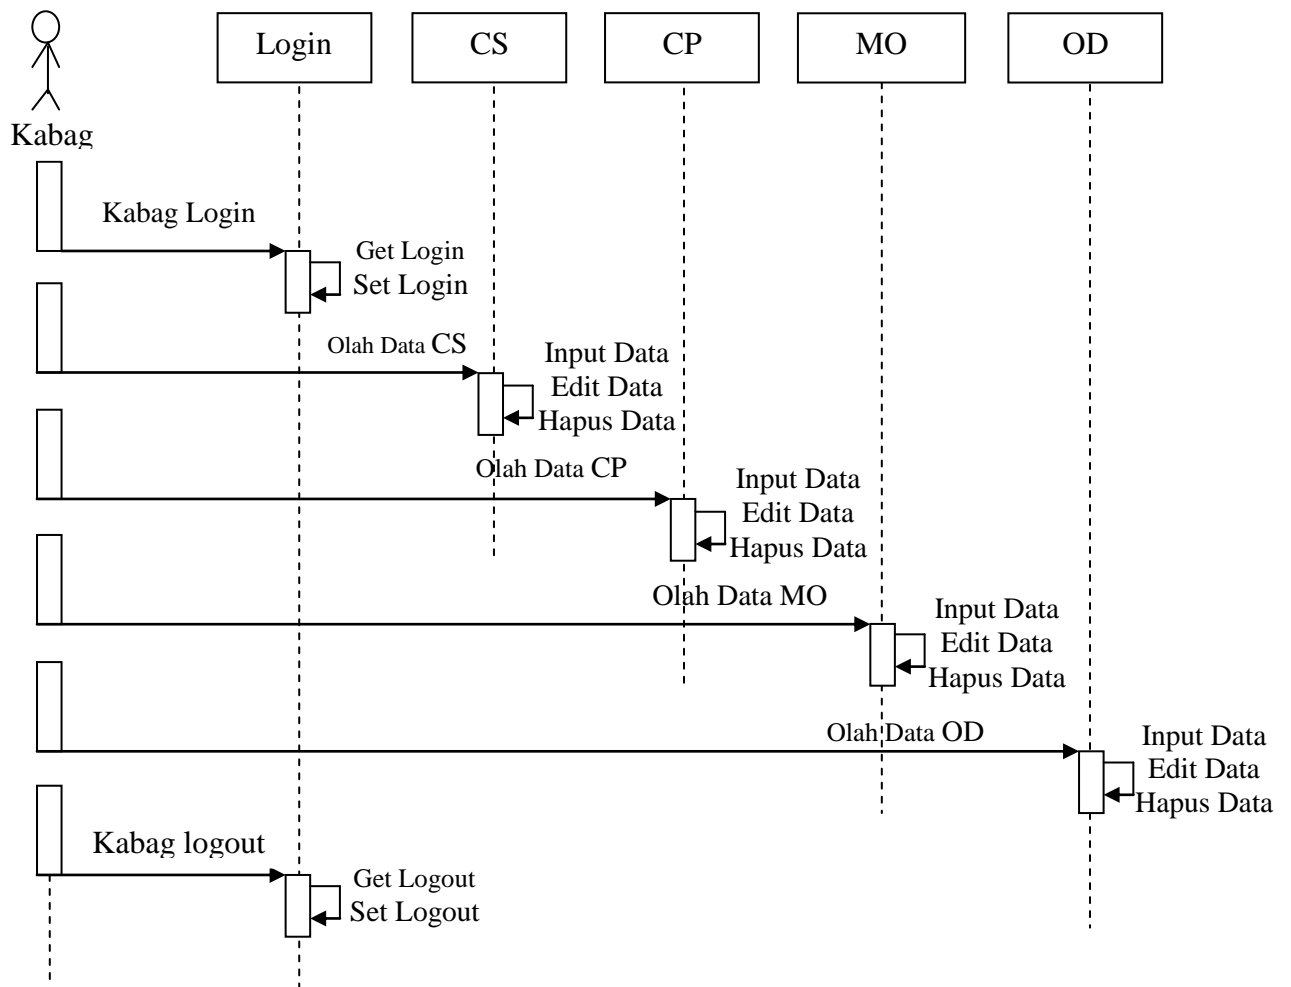 Login
CS
CP
MO
OD
Kabag
Kabag Login
Get Login
Set Login
Olah Data CS
Input Data
Edit Data
Hapus Data
Olah Data CP
Input Data
Edit Data
Hapus Data
Olah Data MO
Input Data
Edit Data
Hapus Data
Olah Data OD
Input Data
Edit Data
Hapus Data
Kabag logout
Get Logout
Set Logout